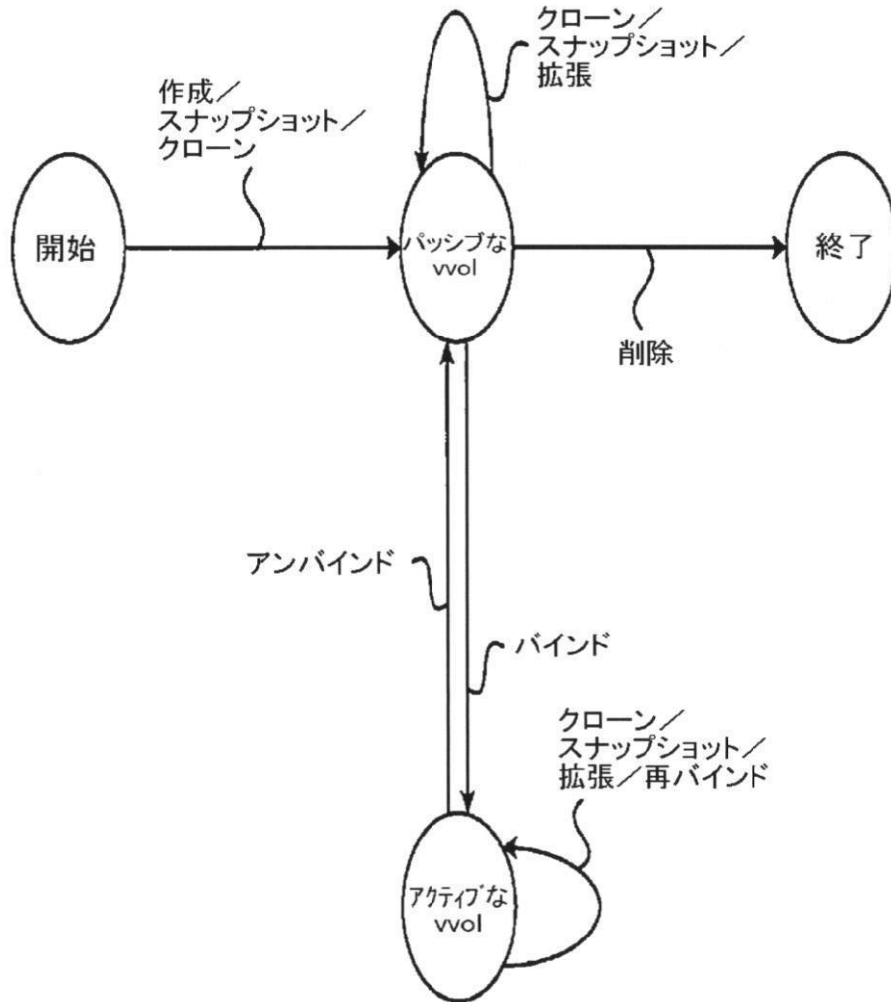 クローン／
スナップショット／
拡張
作成／
スナップショット／
クローン
開始
パッシブな
vvol
終了
削除
アンバインド
バインド
クローン／
スナップショット／
拡張／再バインド
アクティブな
vvol